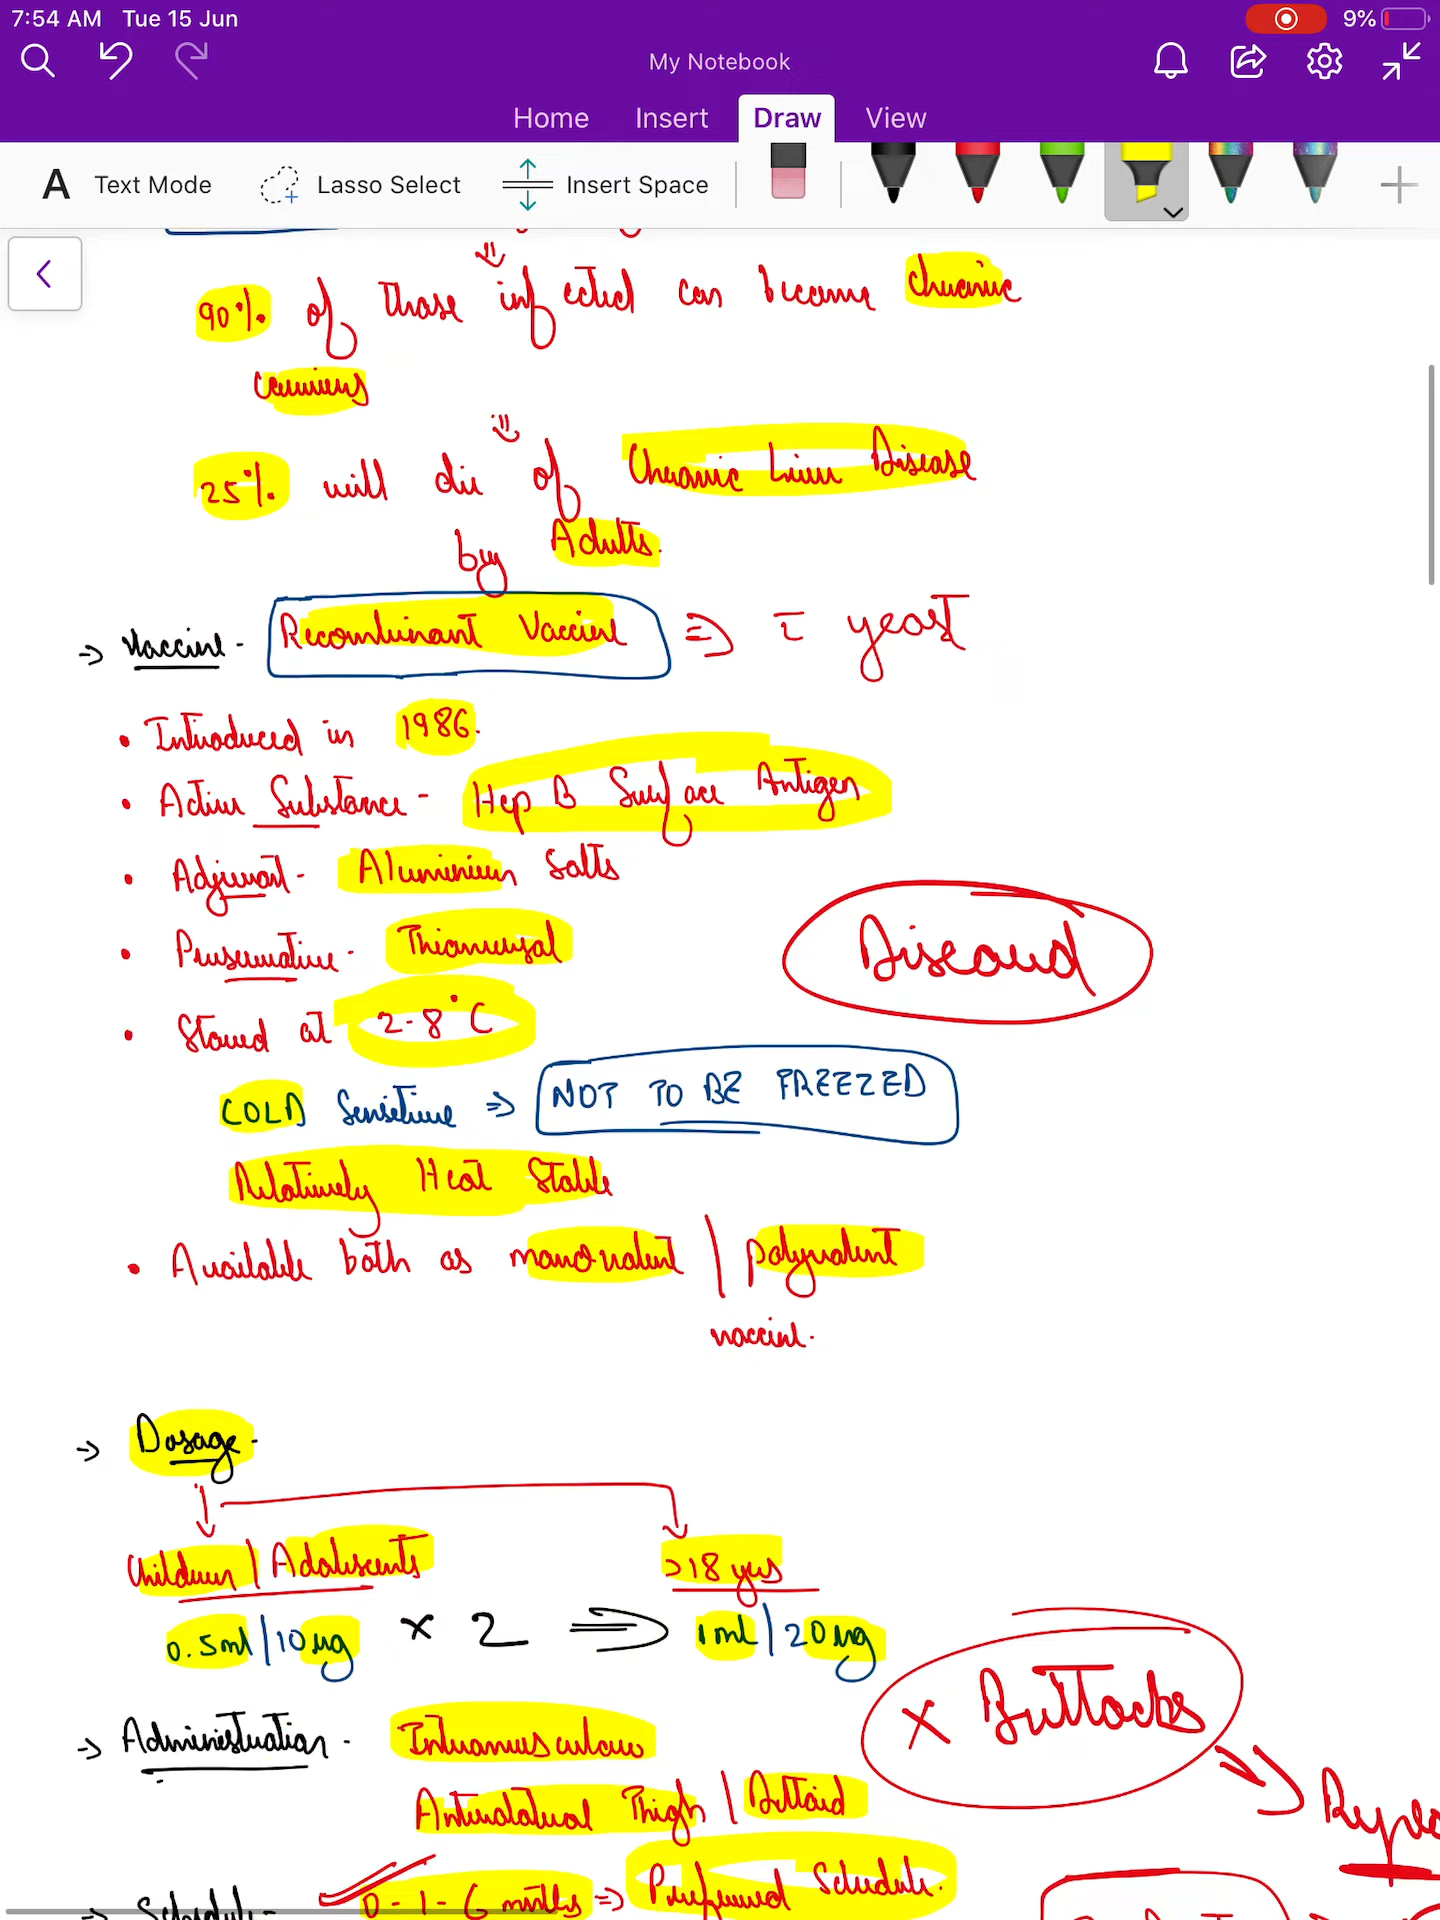 7:54 AM Tue 15 Jun 9%
My Notebook
Home Insert Draw View
A Text Mode Lasso Select Insert Space
90% of those infected can become chronic
carriers
25% will die of Chronic Liver Disease
by Adults.
→ Vaccine - Recombinant Vaccine ⇒ c̄ yeast
• Introduced in 1986.
• Active Substance - Hep B Surface Antigen
• Adjuvant - Aluminium Salts
• Preservative - Thiomersal
Discard
• Stored at 2-8°C
COLD Sensitive ⇒ NOT TO BE FREEZED
Relatively Heat Stable
• Available both as monovalent | polyvalent
vaccine.
→ Dosage -
Children | Adolescents >18 yrs
0.5ml | 10 µg × 2 ⇒ 1ml | 20 µg
× Buttocks
→ Administration - Intramuscular
Anterolateral Thigh | Deltoid
→ Schedule - 0-1-6 months ⇒ Preferred Schedule.